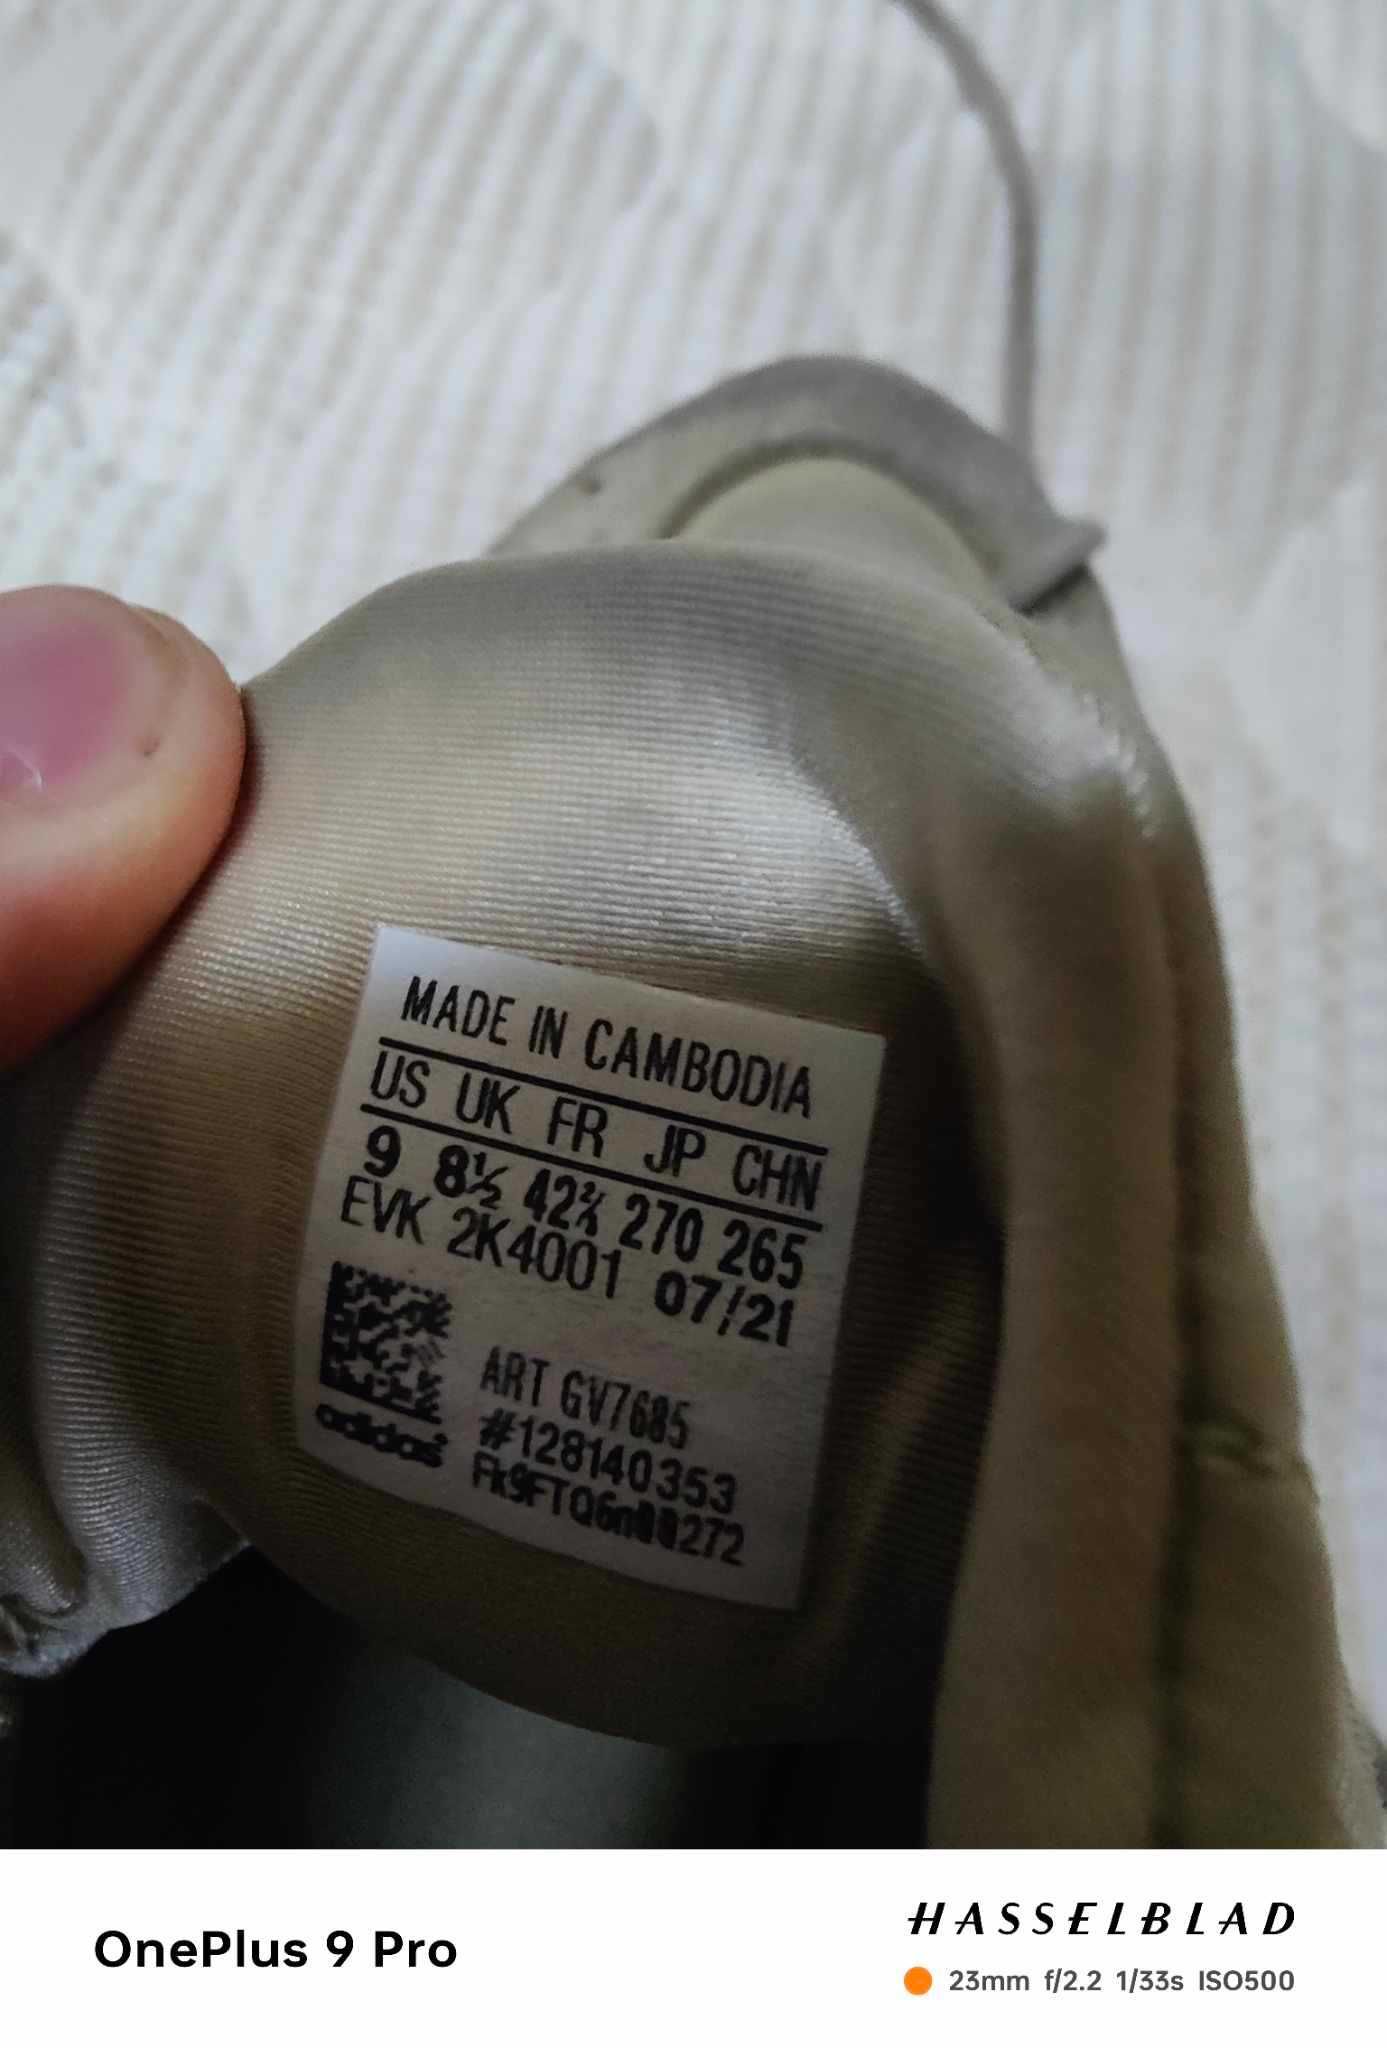 MADE IN CAMBODIA
US UK FR JP CHN
9 8½ 42⅔ 270 265
EVK 2K4001 07/21
ART GV7685
#128140353
adidas
OnePlus 9 Pro
HASSELBLAD
23mm f/2.2 1/33s ISO500